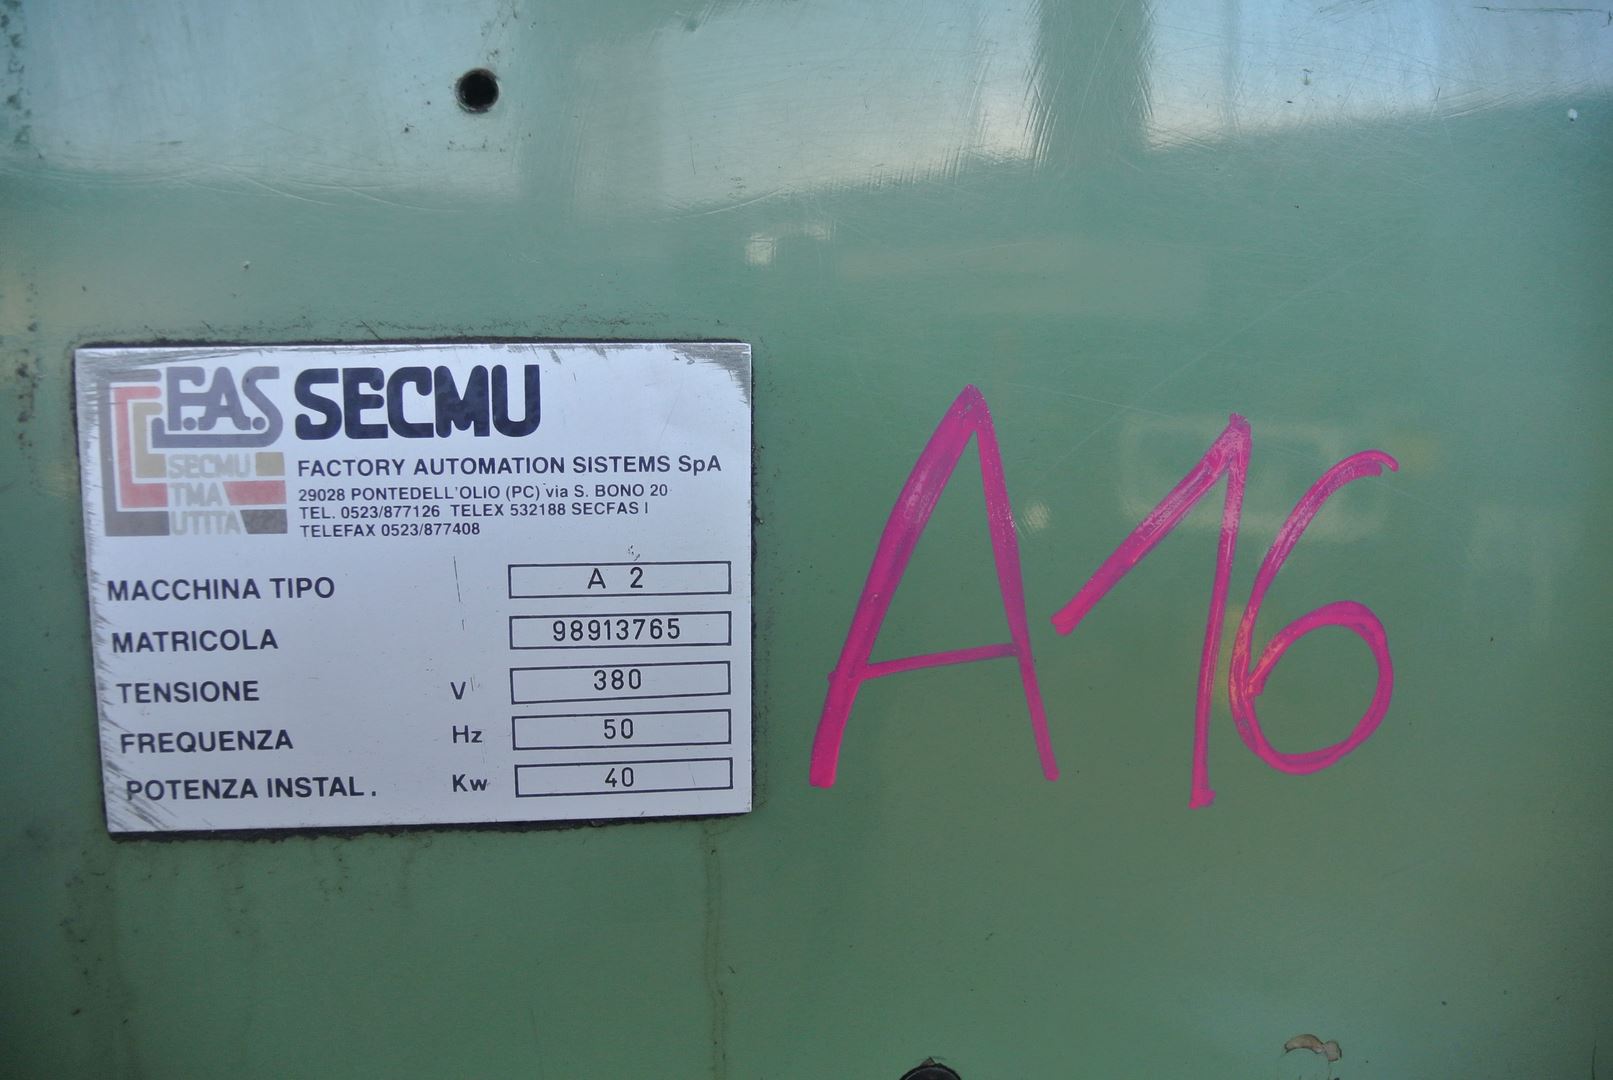 F.A.S. SECMU
SECMU
TMA
UTITA
FACTORY AUTOMATION SISTEMS SpA
29028 PONTEDELL'OLIO (PC) via S. BONO 20
TEL. 0523/877126 TELEX 532188 SECFAS I
TELEFAX 0523/877408
MACCHINA TIPO A 2
MATRICOLA 98913765
TENSIONE V 380
FREQUENZA Hz 50
POTENZA INSTAL. Kw 40
A16